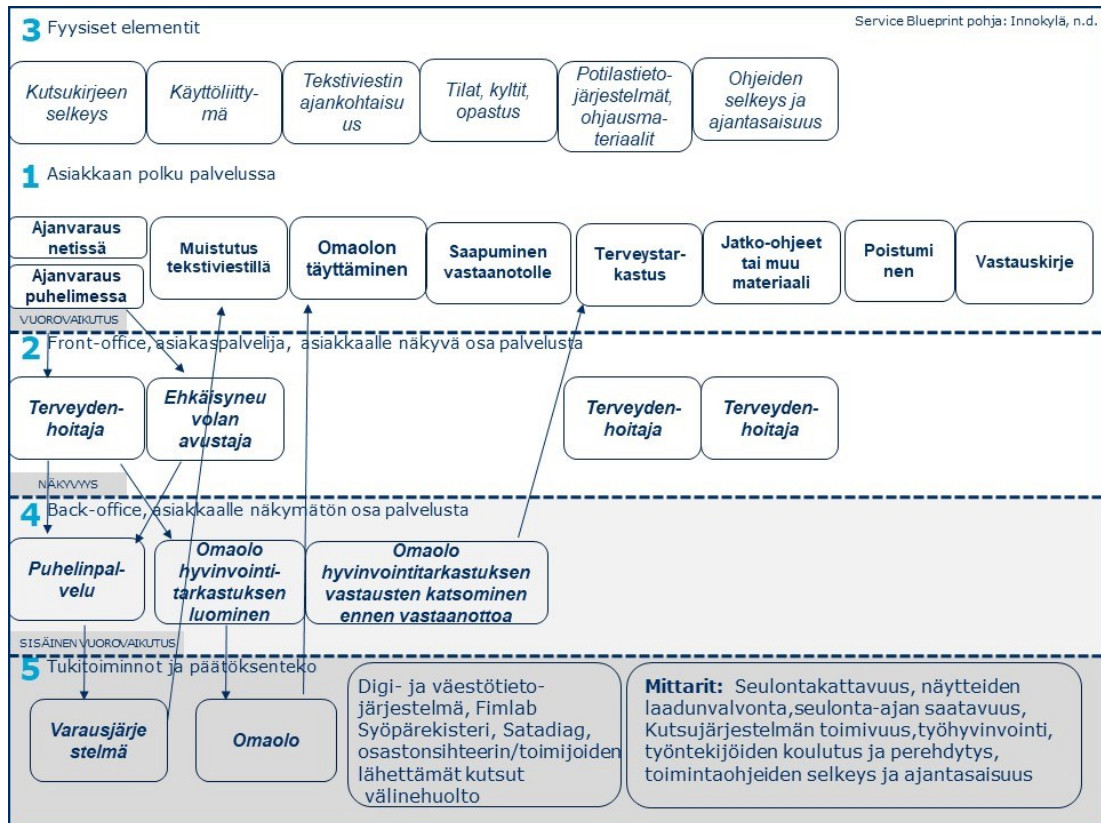 3 Fyysiset elementit
Service Blueprint pohja: Innokylä, n.d.
Kutsukirjeen
selkeys
Käyttöliitty-
mä
Tekstiviestin
ajankohtaisu
us
Tilat, kyltit,
opastus
Potilastieto-
järjestelmät,
ohjausma-
teriaalit
Ohjeiden
selkeys ja
ajantasaisuus
1 Asiakkaan polku palvelussa
Ajanvaraus
netissä
Ajanvaraus
puhelimessa
Muistutus
tekstiviestillä
Omaolon
täyttäminen
Saapuminen
vastaanotolle
Terveystar-
kastus
Jatko-ohjeet
tai muu
materiaali
Poistumi
nen
Vastauskirje
VUOROVAIKUTUS
2 Front-office, asiakaspalvelija, asiakkaalle näkyvä osa palvelusta
Terveyden-
hoitaja
Ehkäisyneu
volan
avustaja
Terveyden-
hoitaja
Terveyden-
hoitaja
NÄKYVYYS
4 Back-office, asiakkaalle näkymätön osa palvelusta
Puhelinpal-
velu
Omaolo
hyvinvointi-
tarkastuksen
luominen
Omaolo
hyvinvointitarkastuksen
vastausten katsominen
ennen vastaanottoa
SISÄINEN VUOROVAIKUTUS
5 Tukitoiminnot ja päätöksenteko
Varausjärje
stelmä
Omaolo
Digi- ja väestötieto-
järjestelmä, Fimlab
Syöpärekisteri, Satadiag,
osastonsihteerin/toimijoiden
lähettämät kutsut
välinehuolto
Mittarit: Seulontakattavuus, näytteiden
laadunvalvonta,seulonta-ajan saatavuus,
Kutsujärjestelmän toimivuus,työhyvinvointi,
työntekijöiden koulutus ja perehdytys,
toimintaohjeiden selkeys ja ajantasaisuus